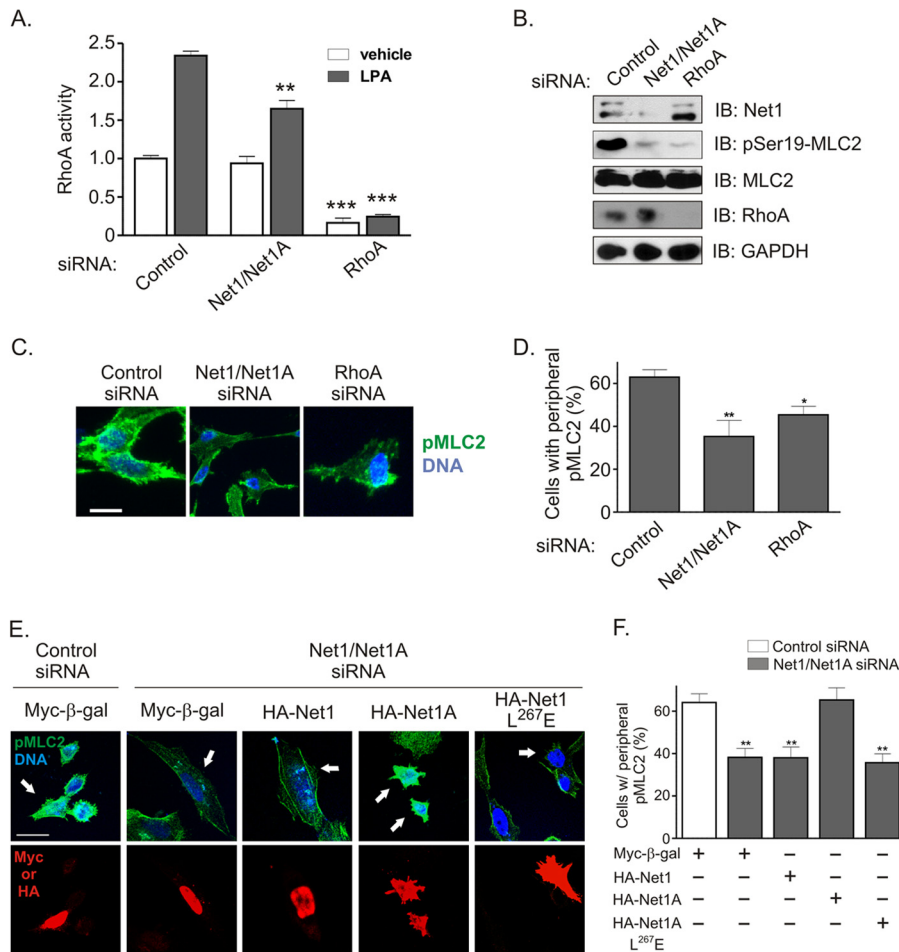 A.
2.5
2.0
1.5
1.0
0.5
0
RhoA activity
vehicle
LPA
**
***
***
siRNA:
Control
Net1/Net1A
RhoA
B.
siRNA:
Control
Net1/Net1A
RhoA
IB: Net1
IB: pSer19-MLC2
IB: MLC2
IB: RhoA
IB: GAPDH
C.
Control
siRNA
Net1/Net1A
siRNA
RhoA
siRNA
pMLC2
DNA
D.
Cells with peripheral
pMLC2 (%)
60
40
20
0
**
*
siRNA:
Control
Net1/Net1A
RhoA
E.
Control
siRNA
Net1/Net1A
siRNA
Myc-β-gal
Myc-β-gal
HA-Net1
HA-Net1A
HA-Net1
L267E
pMLC2
DNA
Myc
or
HA
F.
Control siRNA
Net1/Net1A siRNA
Cells w/ peripheral
pMLC2 (%)
60
40
20
0
**
**
**
Myc-β-gal + + – – –
HA-Net1 – – + – –
HA-Net1A – – – + –
HA-Net1A – – – – +
L267E